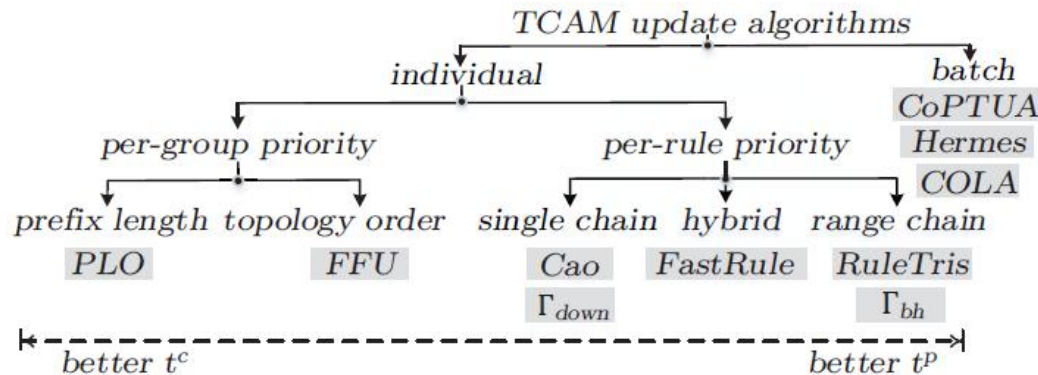 TCAM update algorithms
individual
batch
CoPTUA
Hermes
COLA
per-group priority
per-rule priority
prefix length topology order single chain hybrid range chain
PLO FFU Cao FastRule RuleTris
Γdown Γbh
better tᶜ better tᵖ